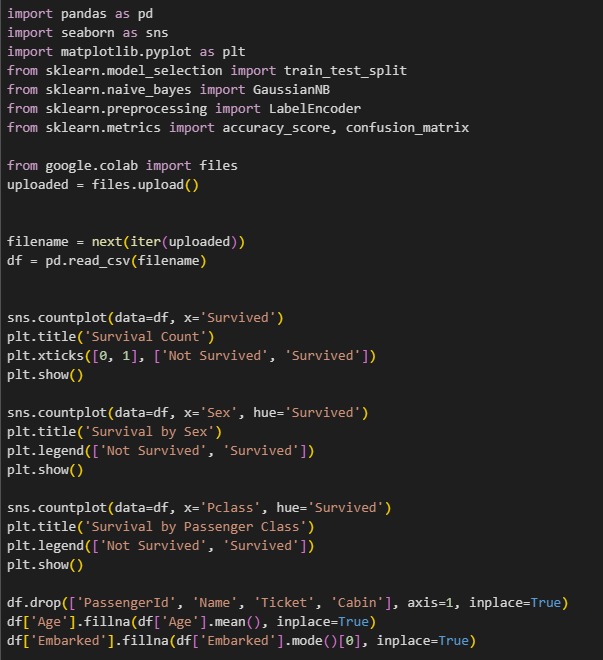 import pandas as pd
import seaborn as sns
import matplotlib.pyplot as plt
from sklearn.model_selection import train_test_split
from sklearn.naive_bayes import GaussianNB
from sklearn.preprocessing import LabelEncoder
from sklearn.metrics import accuracy_score, confusion_matrix

from google.colab import files
uploaded = files.upload()


filename = next(iter(uploaded))
df = pd.read_csv(filename)


sns.countplot(data=df, x='Survived')
plt.title('Survival Count')
plt.xticks([0, 1], ['Not Survived', 'Survived'])
plt.show()

sns.countplot(data=df, x='Sex', hue='Survived')
plt.title('Survival by Sex')
plt.legend(['Not Survived', 'Survived'])
plt.show()

sns.countplot(data=df, x='Pclass', hue='Survived')
plt.title('Survival by Passenger Class')
plt.legend(['Not Survived', 'Survived'])
plt.show()

df.drop(['PassengerId', 'Name', 'Ticket', 'Cabin'], axis=1, inplace=True)
df['Age'].fillna(df['Age'].mean(), inplace=True)
df['Embarked'].fillna(df['Embarked'].mode()[0], inplace=True)